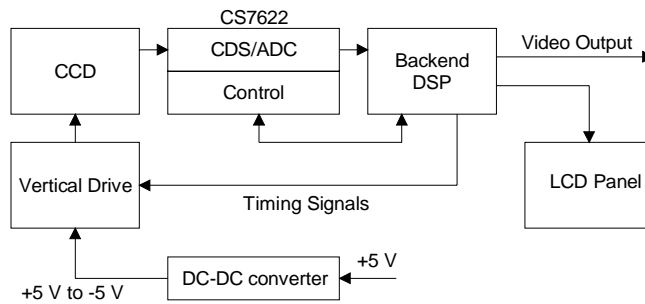 CS7622
CCD
CDS/ADC
Control
Backend
DSP
Video Output
Vertical Drive
LCD Panel
Timing Signals
DC-DC converter
+5 V
+5 V to -5 V